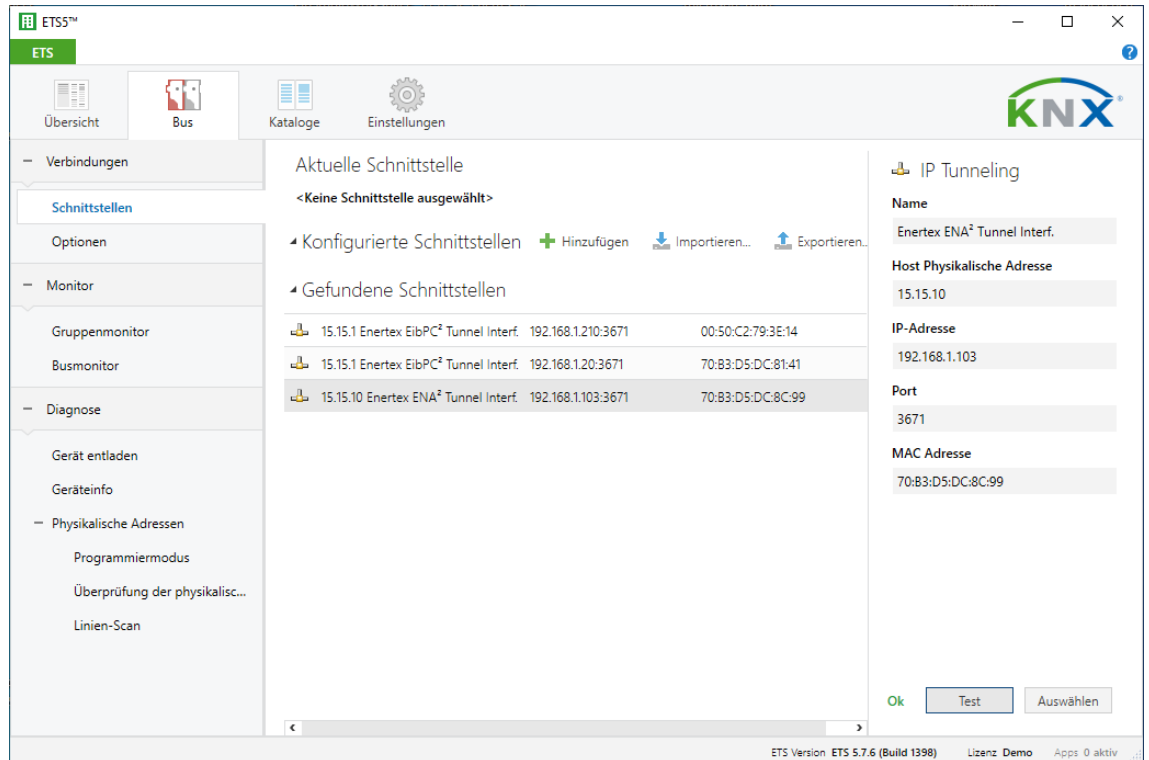 ETS5™
ETS
Übersicht
Bus
Kataloge
Einstellungen
KNX®
Verbindungen
Schnittstellen
Optionen
Monitor
Gruppenmonitor
Busmonitor
Diagnose
Gerät entladen
Geräteinfo
Physikalische Adressen
Programmiermodus
Überprüfung der physikalisc...
Linien-Scan
Aktuelle Schnittstelle
<Keine Schnittstelle ausgewählt>
Konfigurierte Schnittstellen Hinzufügen Importieren... Exportieren..
Gefundene Schnittstellen
15.15.1 Enertex EibPC² Tunnel Interf. 192.168.1.210:3671 00:50:C2:79:3E:14
15.15.1 Enertex EibPC² Tunnel Interf. 192.168.1.20:3671 70:B3:D5:DC:81:41
15.15.10 Enertex ENA² Tunnel Interf. 192.168.1.103:3671 70:B3:D5:DC:8C:99
IP Tunneling
Name
Enertex ENA² Tunnel Interf.
Host Physikalische Adresse
15.15.10
IP-Adresse
192.168.1.103
Port
3671
MAC Adresse
70:B3:D5:DC:8C:99
Ok Test Auswählen
ETS Version ETS 5.7.6 (Build 1398) Lizenz Demo Apps 0 aktiv